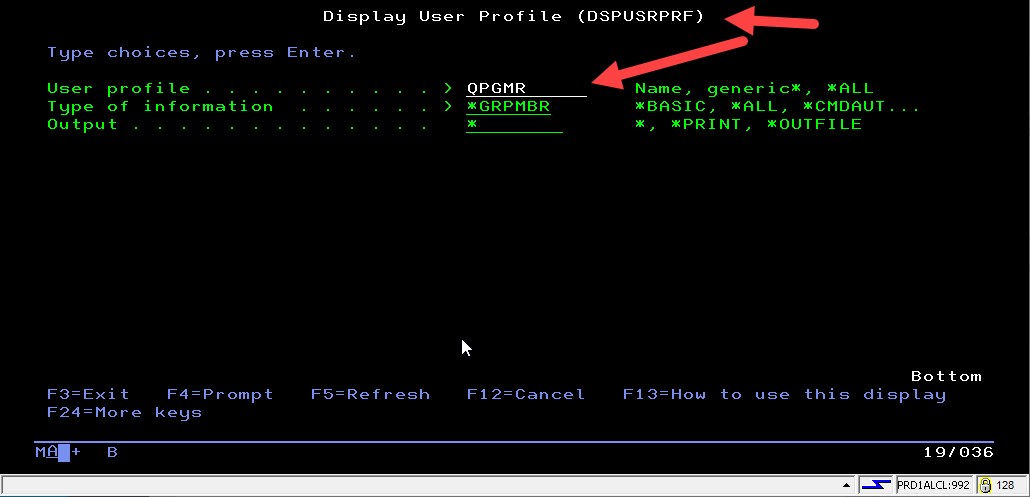 Display User Profile (DSPUSRPRF)
Type choices, press Enter.
User profile . . . . . . . . . . . > QPGMR Name, generic*, *ALL
Type of information . . . . . . . > *GRPMBR *BASIC, *ALL, *CMDAUT...
Output . . . . . . . . . . . . . . * *, *PRINT, *OUTFILE
Bottom
F3=Exit F4=Prompt F5=Refresh F12=Cancel F13=How to use this display
F24=More keys
MA + B 19/036
PRD1ALCL:992 128